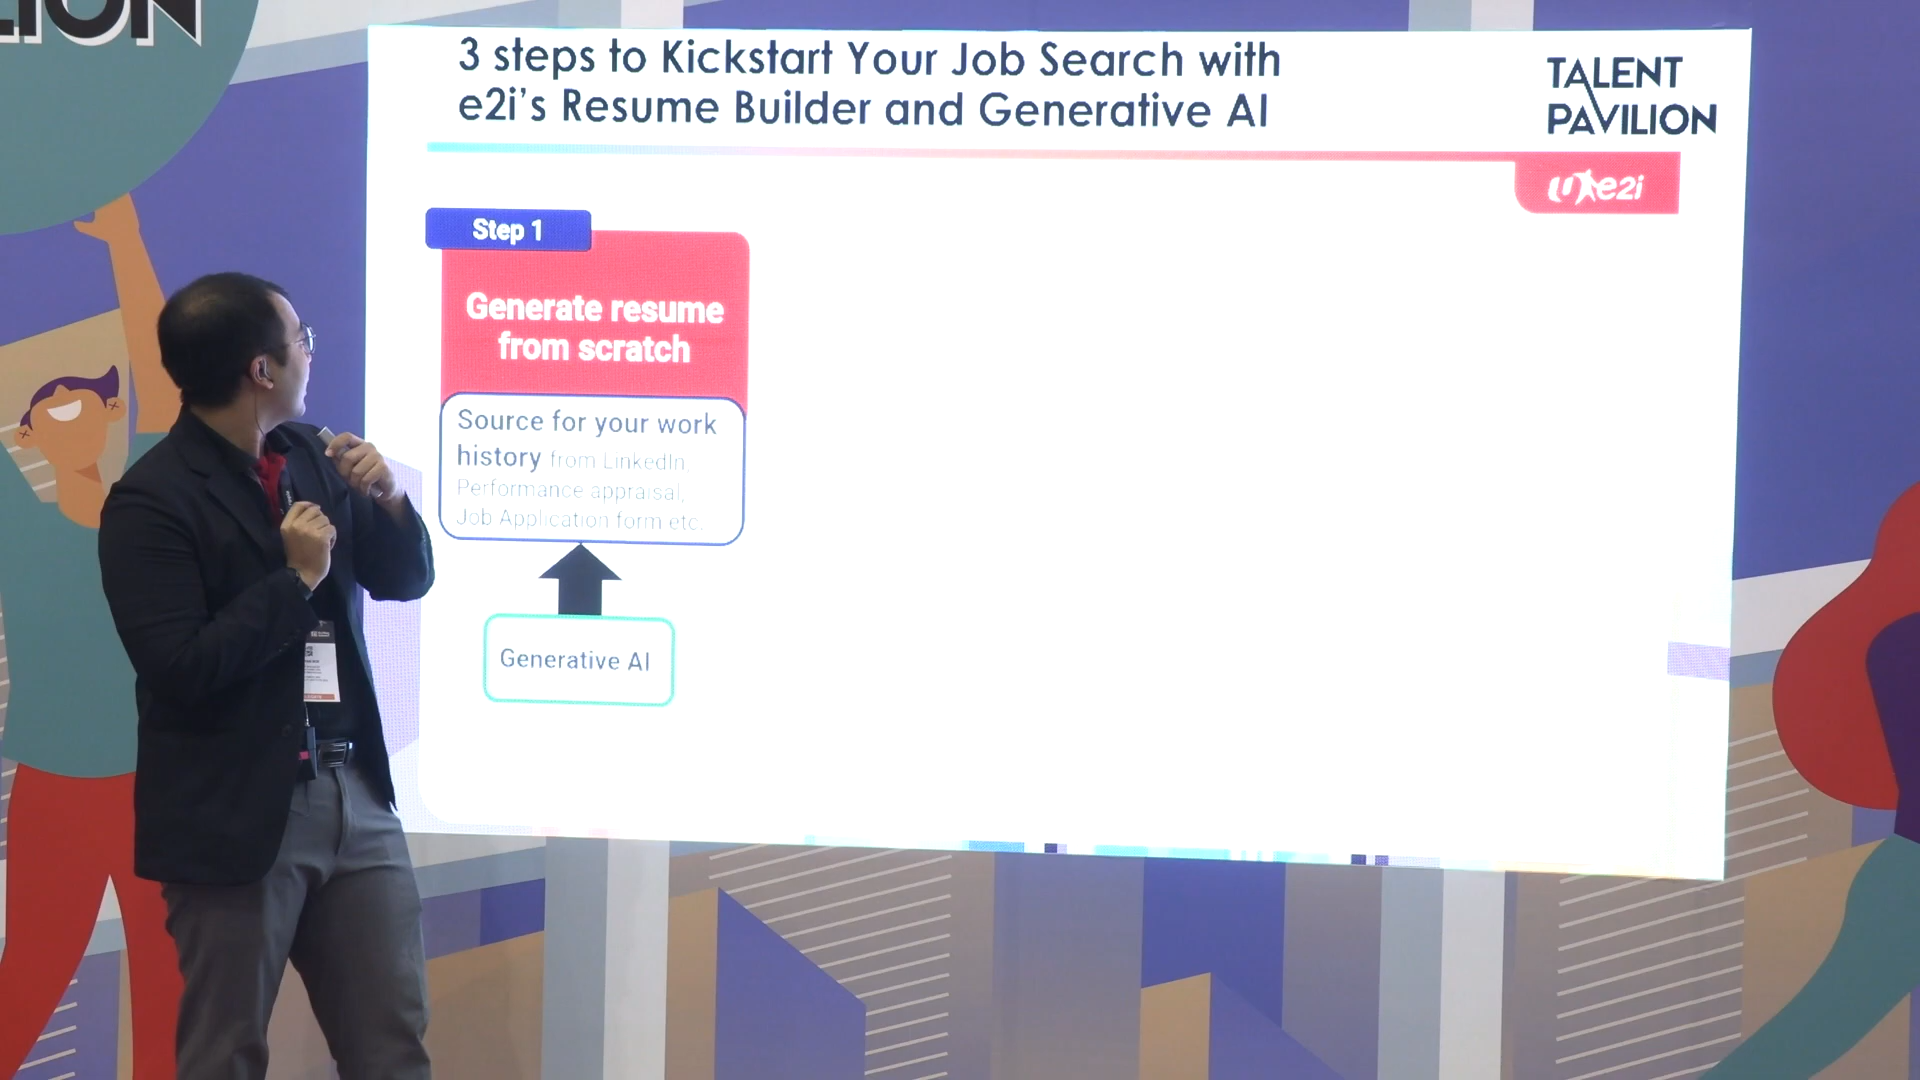 LION
3 steps to Kickstart Your Job Search with
e2i's Resume Builder and Generative AI
TALENT
PAVILION
U e2i
Step 1
Generate resume
from scratch
Source for your work
history from LinkedIn,
Performance appraisal,
Job Application form etc.
Generative AI